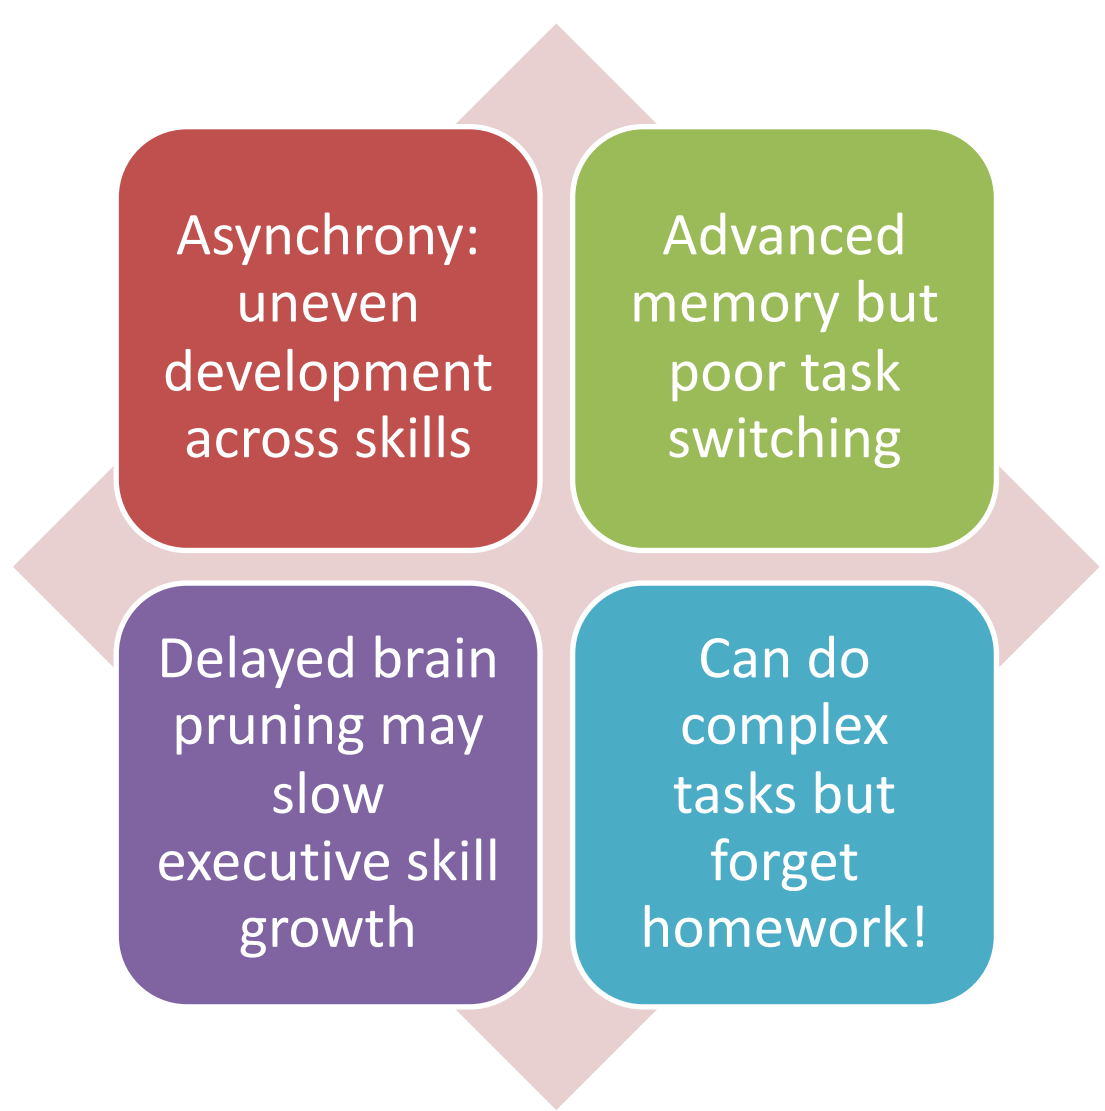 Asynchrony:
uneven
development
across skills
Advanced
memory but
poor task
switching
Delayed brain
pruning may
slow
executive skill
growth
Can do
complex
tasks but
forget
homework!